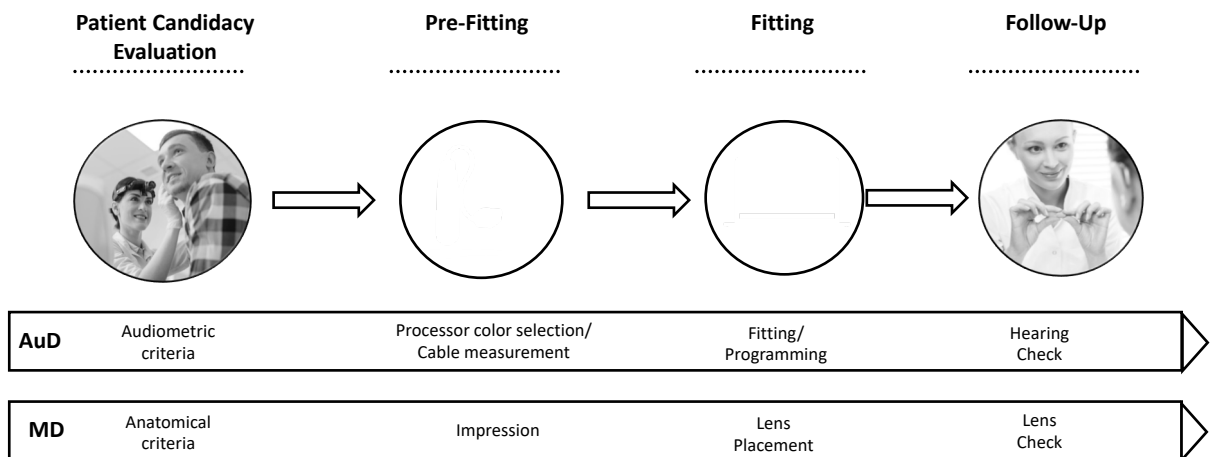 Patient Candidacy
Evaluation
Pre-Fitting
Fitting
Follow-Up
AuD
Audiometric
criteria
Processor color selection/
Cable measurement
Fitting/
Programming
Hearing
Check
MD
Anatomical
criteria
Impression
Lens
Placement
Lens
Check